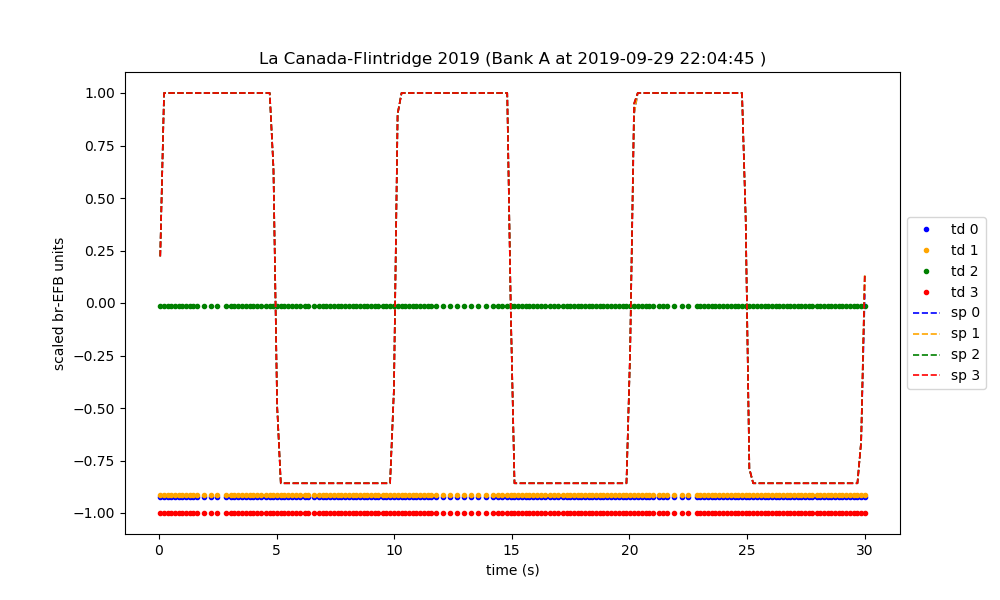 La Canada-Flintridge 2019 (Bank A at 2019-09-29 22:04:45 )
scaled br-EFB units
1.00
0.75
0.50
0.25
0.00
−0.25
−0.50
−0.75
−1.00
0 5 10 15 20 25 30
time (s)
td 0
td 1
td 2
td 3
sp 0
sp 1
sp 2
sp 3